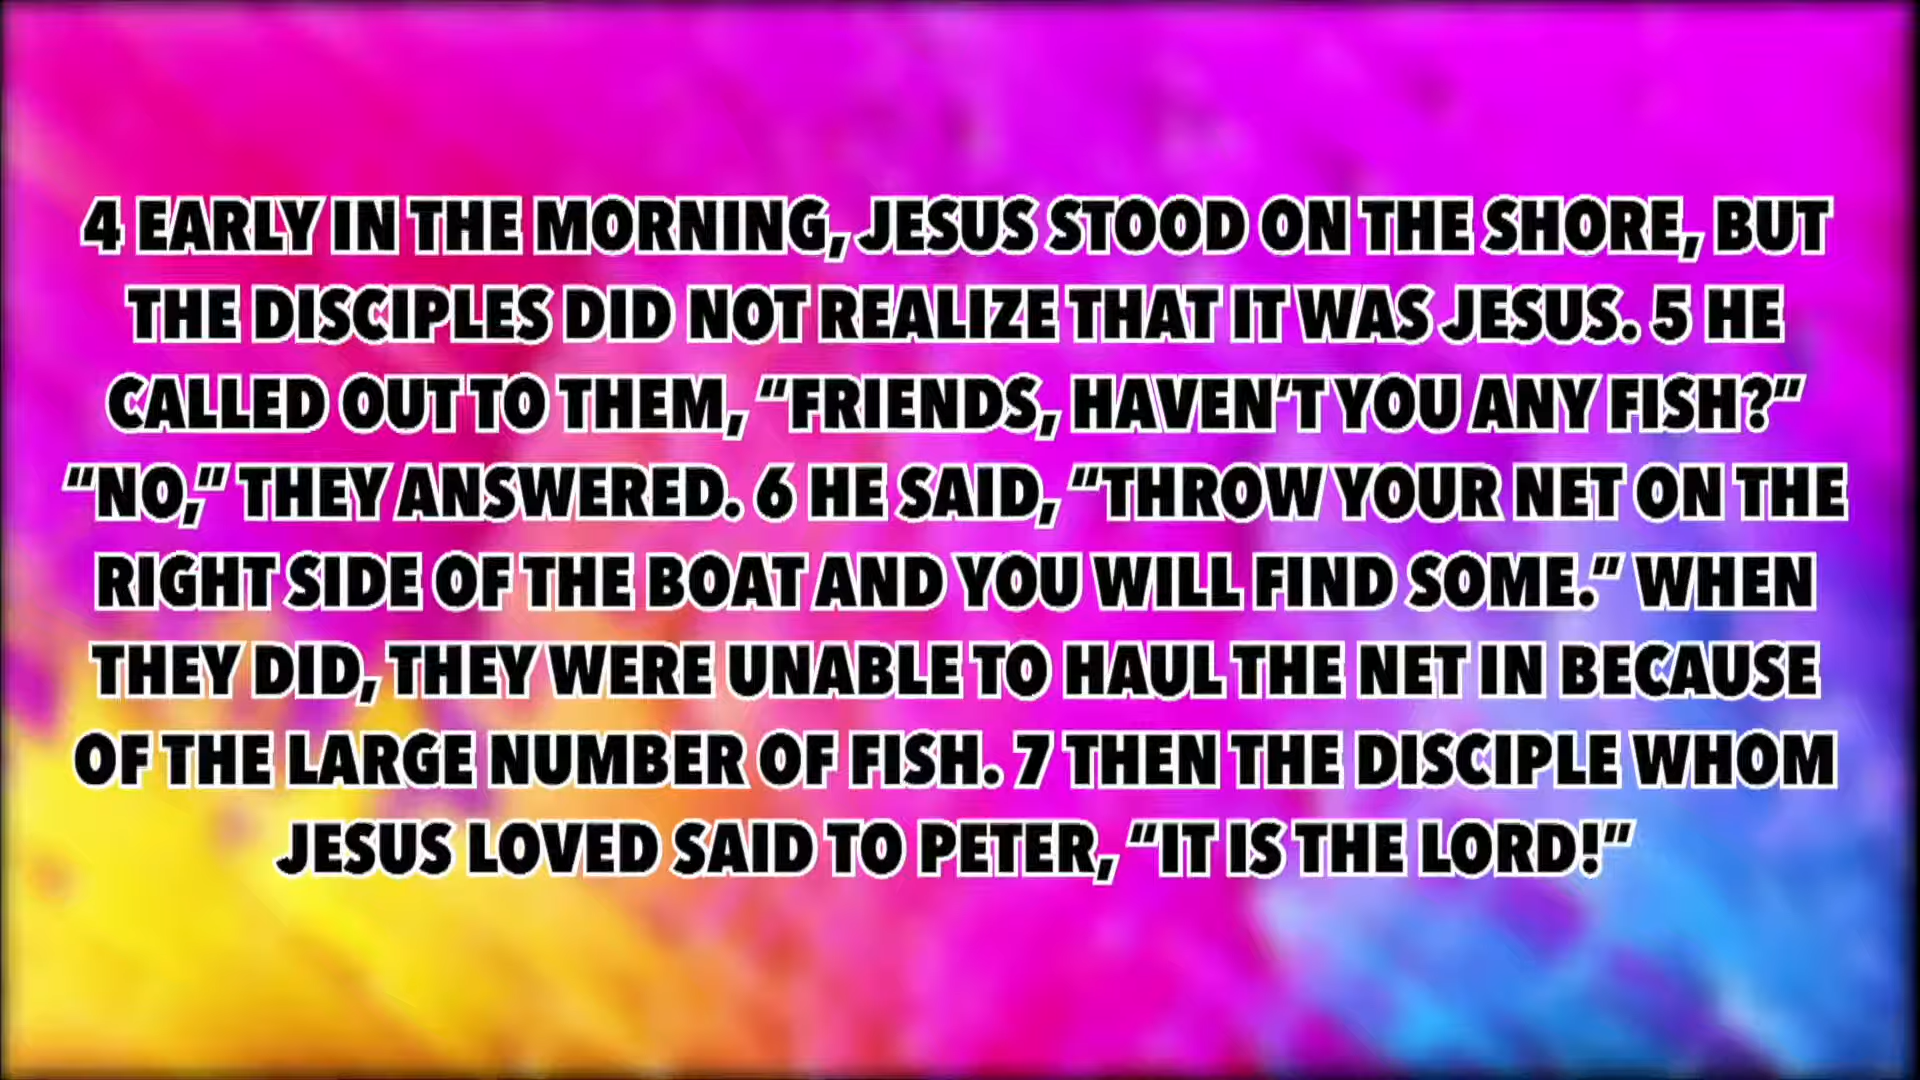 4 EARLY IN THE MORNING, JESUS STOOD ON THE SHORE, BUT
THE DISCIPLES DID NOT REALIZE THAT IT WAS JESUS. 5 HE
CALLED OUT TO THEM, “FRIENDS, HAVEN’T YOU ANY FISH?”
“NO,” THEY ANSWERED. 6 HE SAID, “THROW YOUR NET ON THE
RIGHT SIDE OF THE BOAT AND YOU WILL FIND SOME.” WHEN
THEY DID, THEY WERE UNABLE TO HAUL THE NET IN BECAUSE
OF THE LARGE NUMBER OF FISH. 7 THEN THE DISCIPLE WHOM
JESUS LOVED SAID TO PETER, “IT IS THE LORD!”